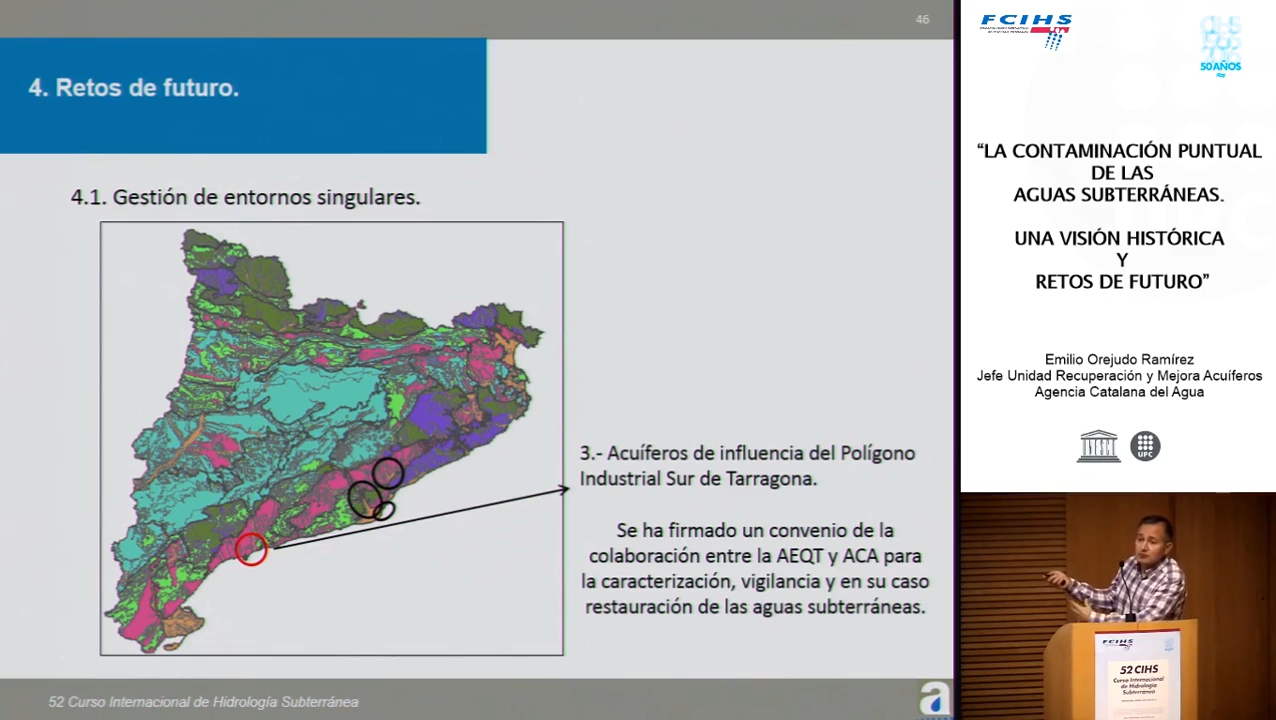 46
4. Retos de futuro.
4.1. Gestión de entornos singulares.
3.- Acuíferos de influencia del Polígono
Industrial Sur de Tarragona.
Se ha firmado un convenio de la
colaboración entre la AEQT y ACA para
la caracterización, vigilancia y en su caso
restauración de las aguas subterráneas.
52 Curso Internacional de Hidrología Subterránea
a
FCIHS
50 AÑOS
“LA CONTAMINACIÓN PUNTUAL
DE LAS
AGUAS SUBTERRÁNEAS.
UNA VISIÓN HISTÓRICA
Y
RETOS DE FUTURO”
Emilio Orejudo Ramírez
Jefe Unidad Recuperación y Mejora Acuíferos
Agencia Catalana del Agua
UPC
FCIHS
52 CIHS
Curso Internacional
de Hidrología
Subterránea